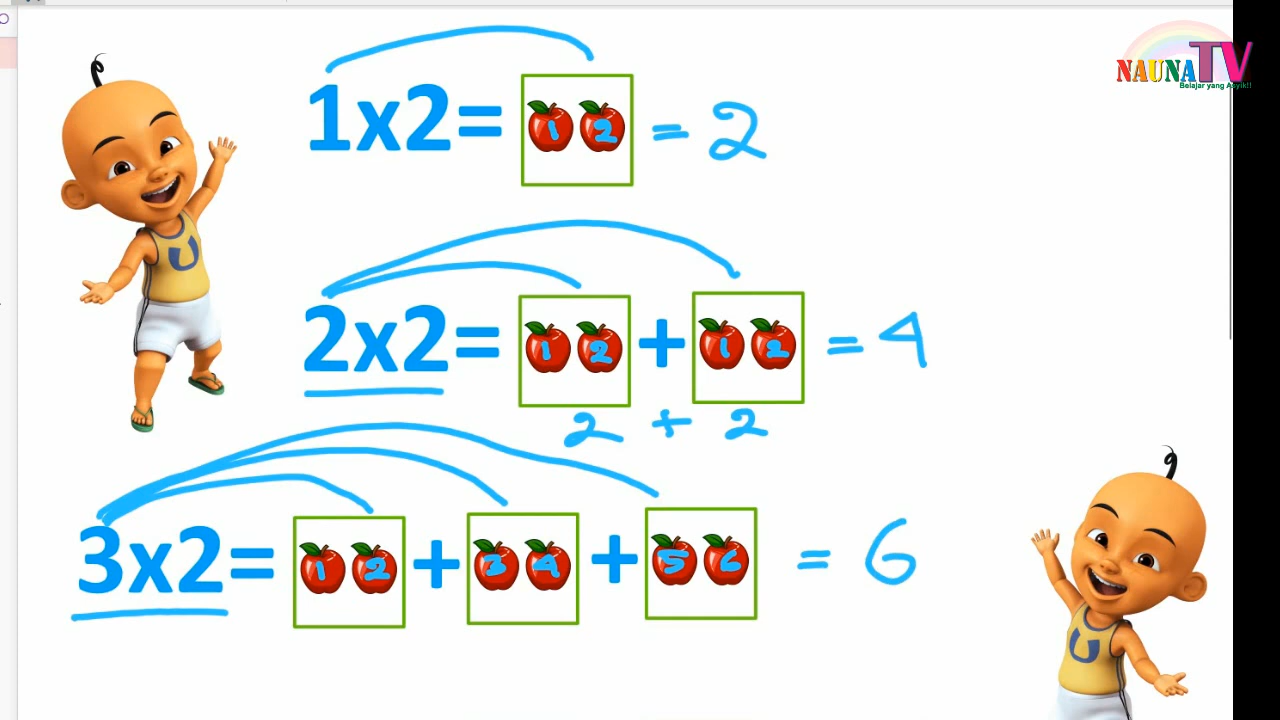 NAUNATV
Belajar yang Asyik!!
1x2= 1 2 = 2
2x2= 1 2 + 1 2 = 4
2 + 2
3x2= 1 2 + 3 4 + 5 6 = 6